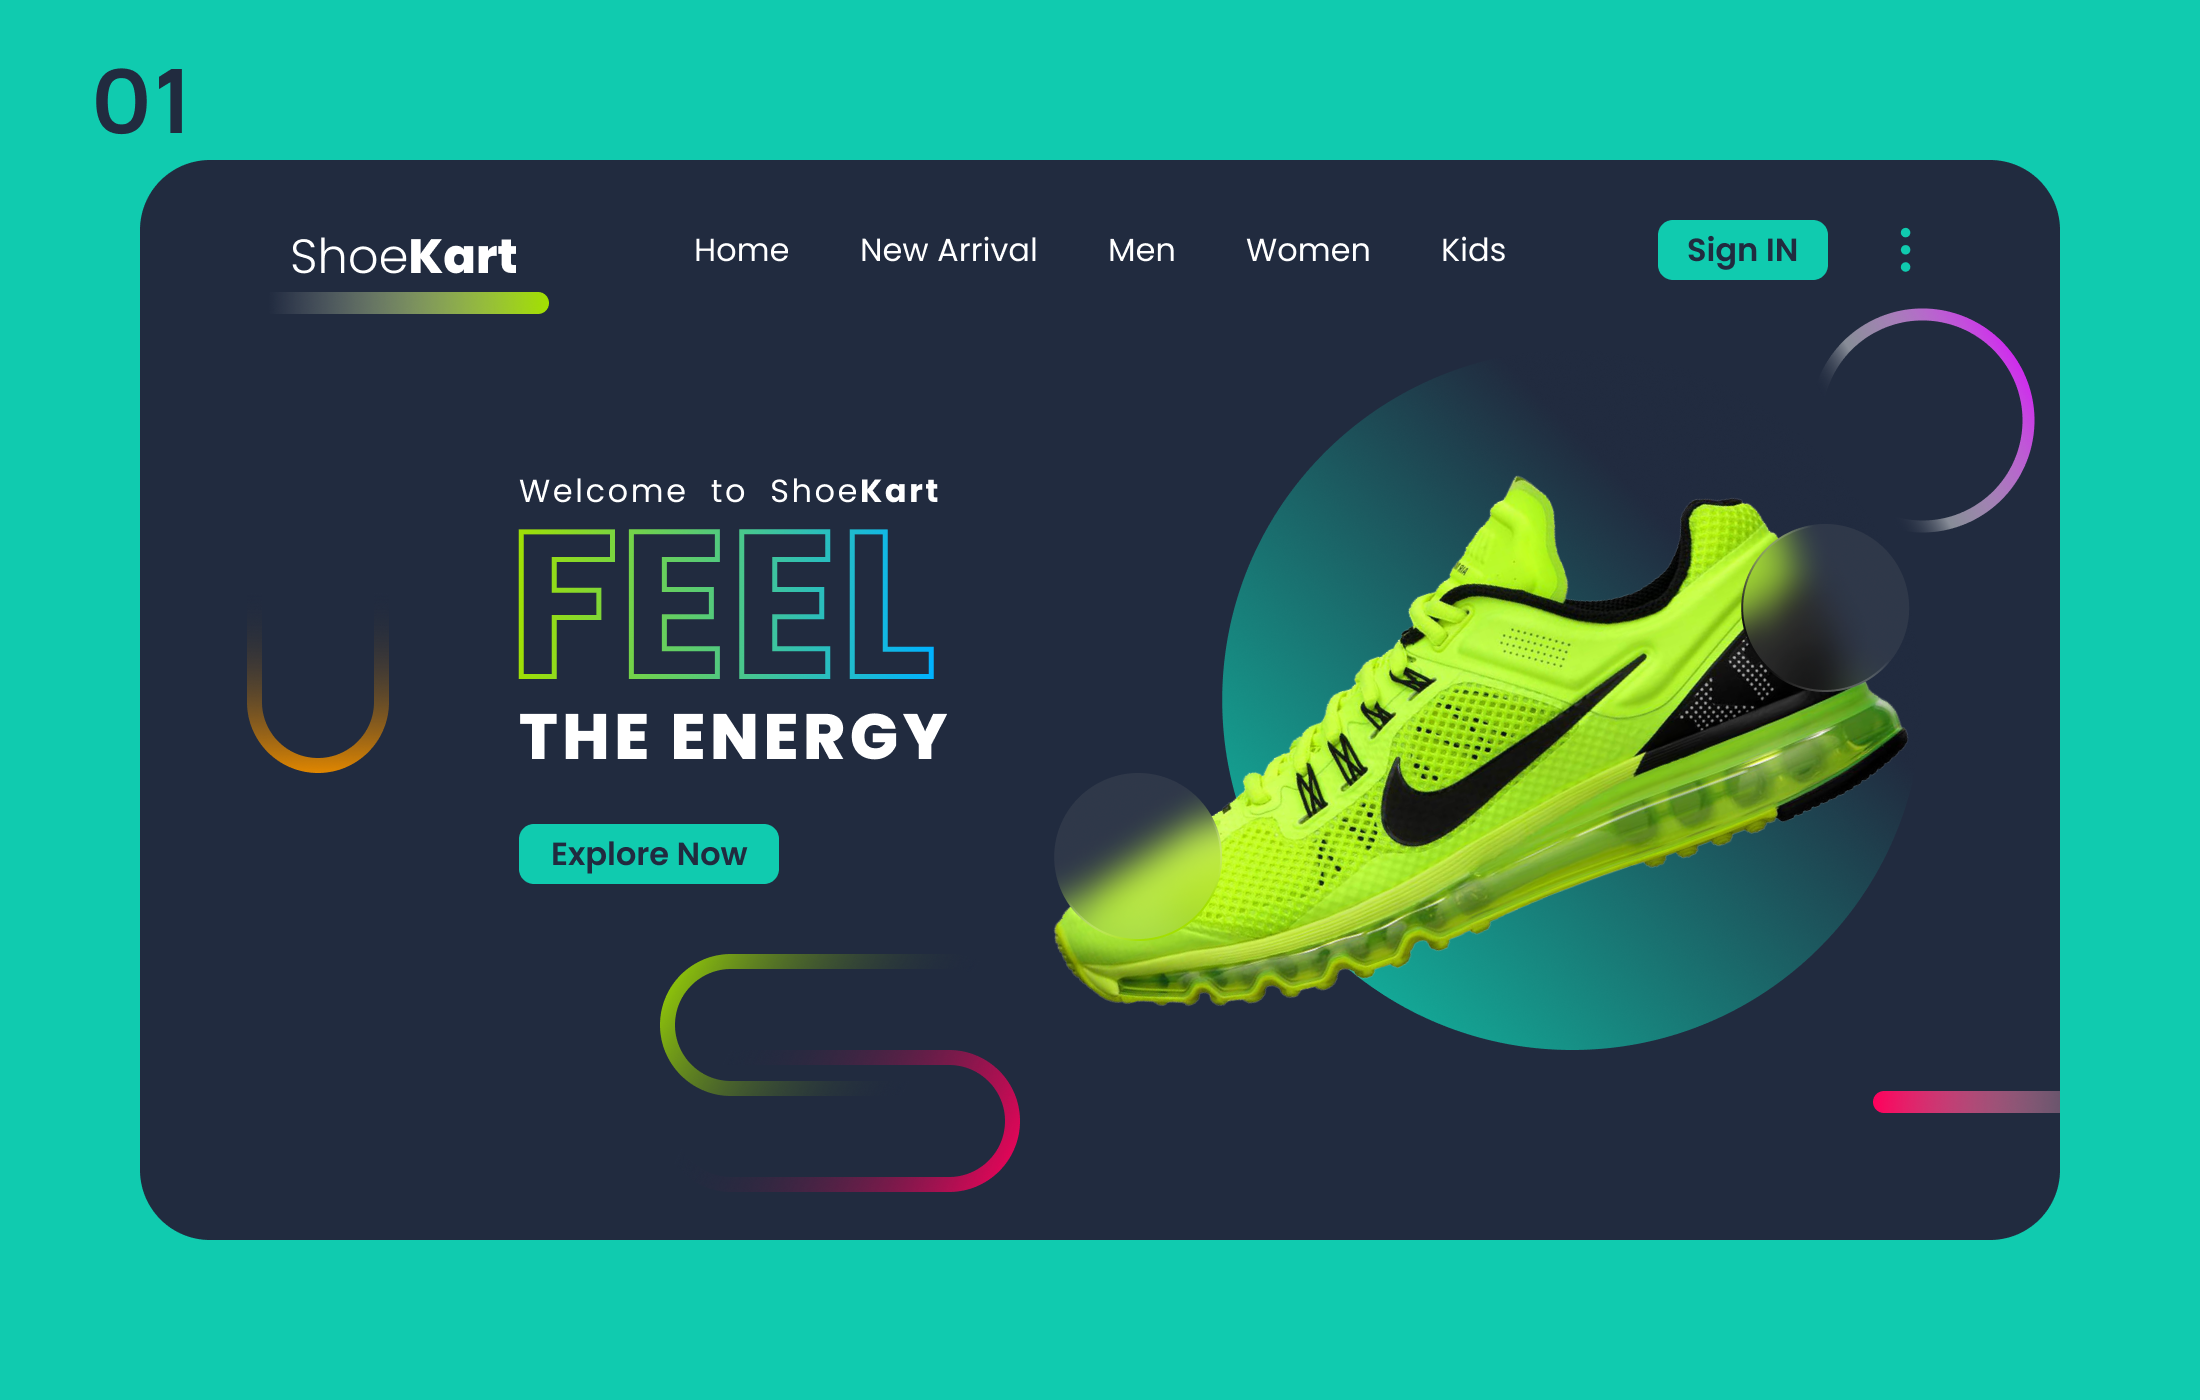 01
ShoeKart
Home New Arrival Men Women Kids Sign IN
Welcome to ShoeKart
FEEL
THE ENERGY
Explore Now